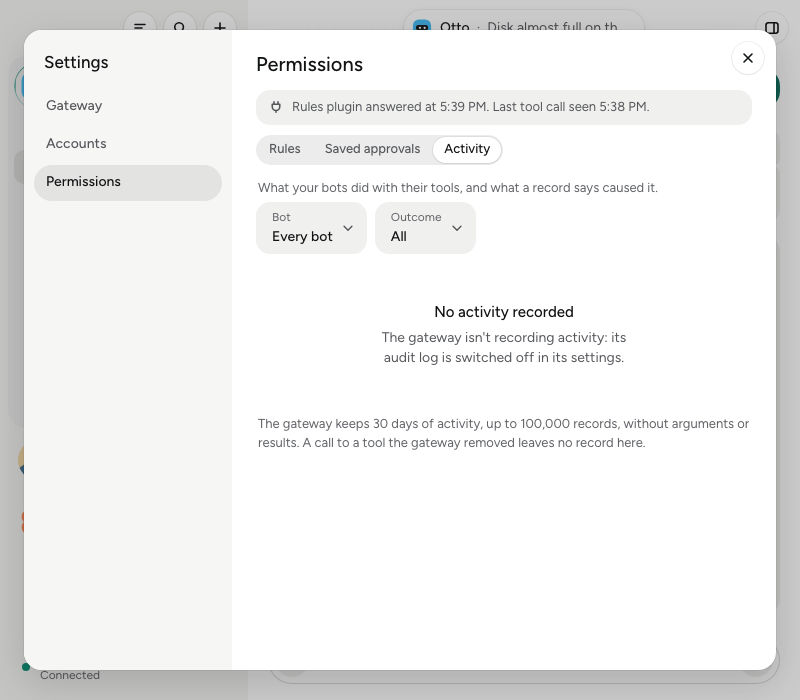 Otto · Disk almost full on th
Settings
Gateway
Accounts
Permissions
Permissions
Rules plugin answered at 5:39 PM. Last tool call seen 5:38 PM.
Rules Saved approvals Activity
What your bots did with their tools, and what a record says caused it.
Bot
Every bot
Outcome
All
No activity recorded
The gateway isn't recording activity: its
audit log is switched off in its settings.
The gateway keeps 30 days of activity, up to 100,000 records, without arguments or
results. A call to a tool the gateway removed leaves no record here.
Connected